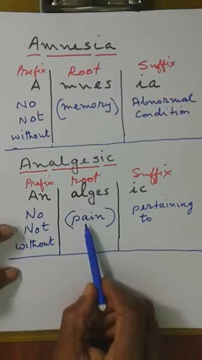 Amnesia
Prefix Root Suffix
A mnes ia
No (memory) Abnormal
Not Condition
without
Analgesic
Prefix root Suffix
An alges ic
No (pain) pertaining
Not to
without